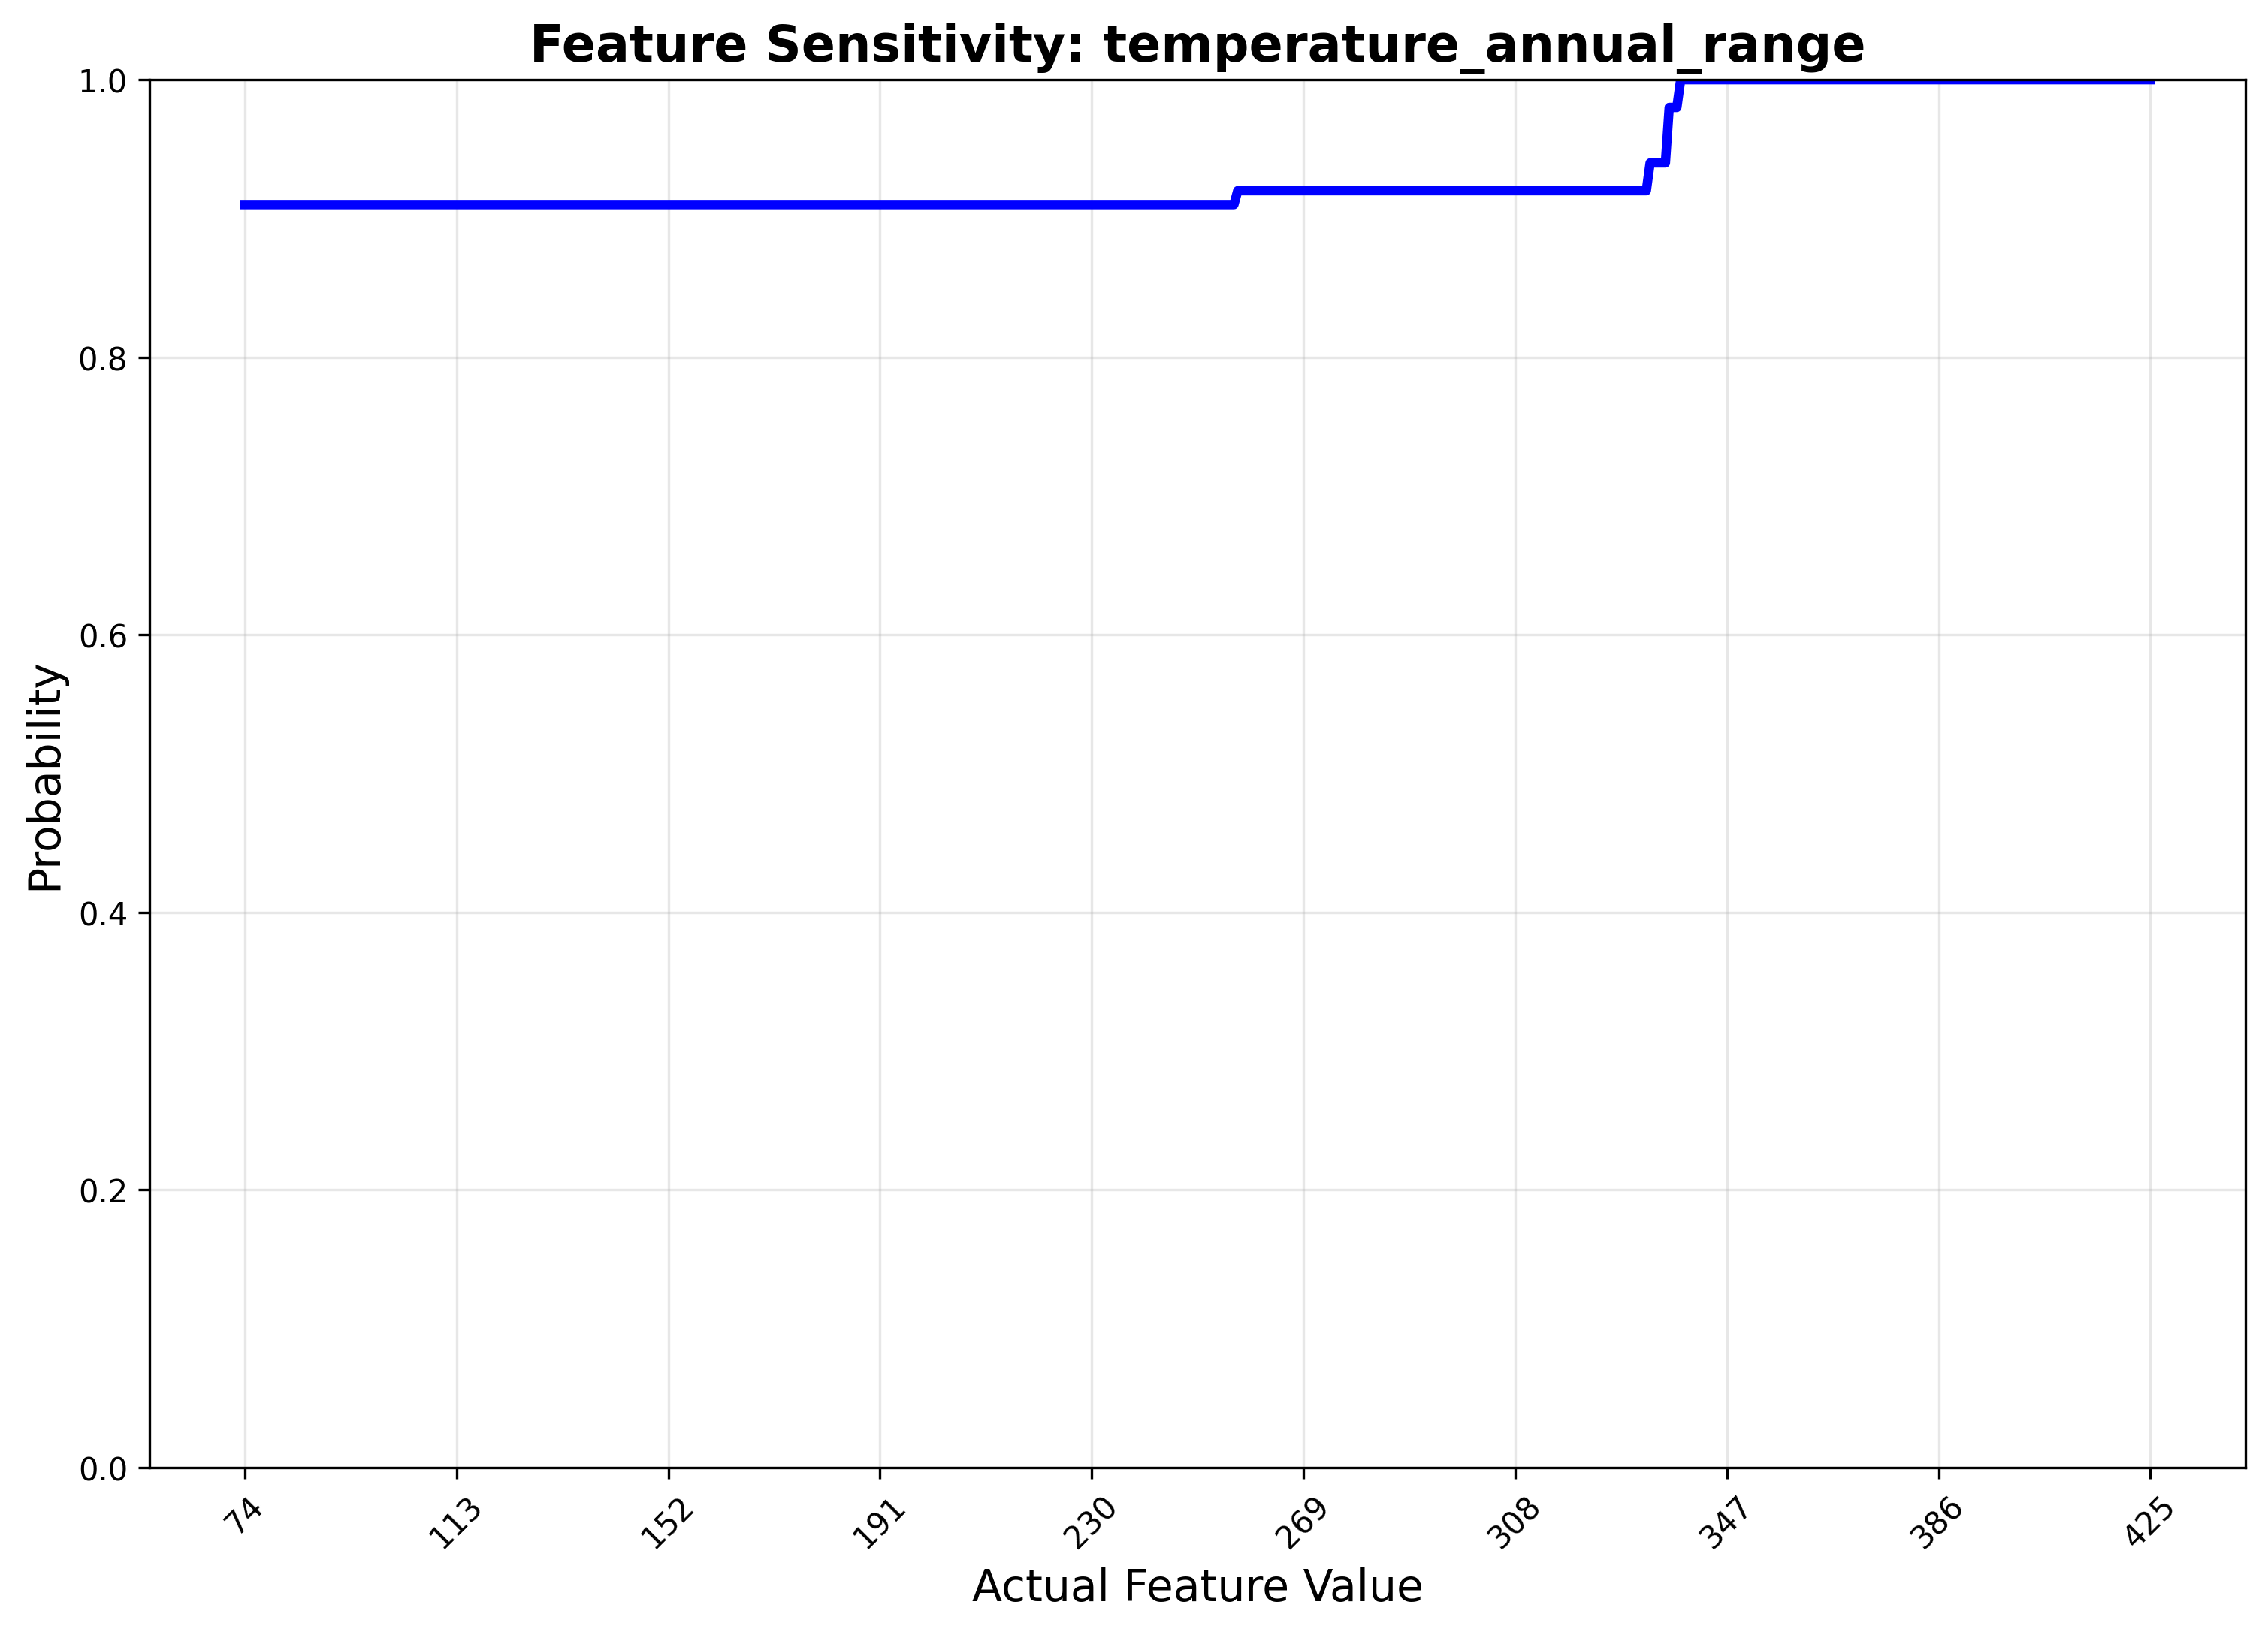 Feature Sensitivity: temperature_annual_range
1.0
0.8
0.6
0.4
0.2
0.0
Probability
74 113 152 191 230 269 308 347 386 425
Actual Feature Value